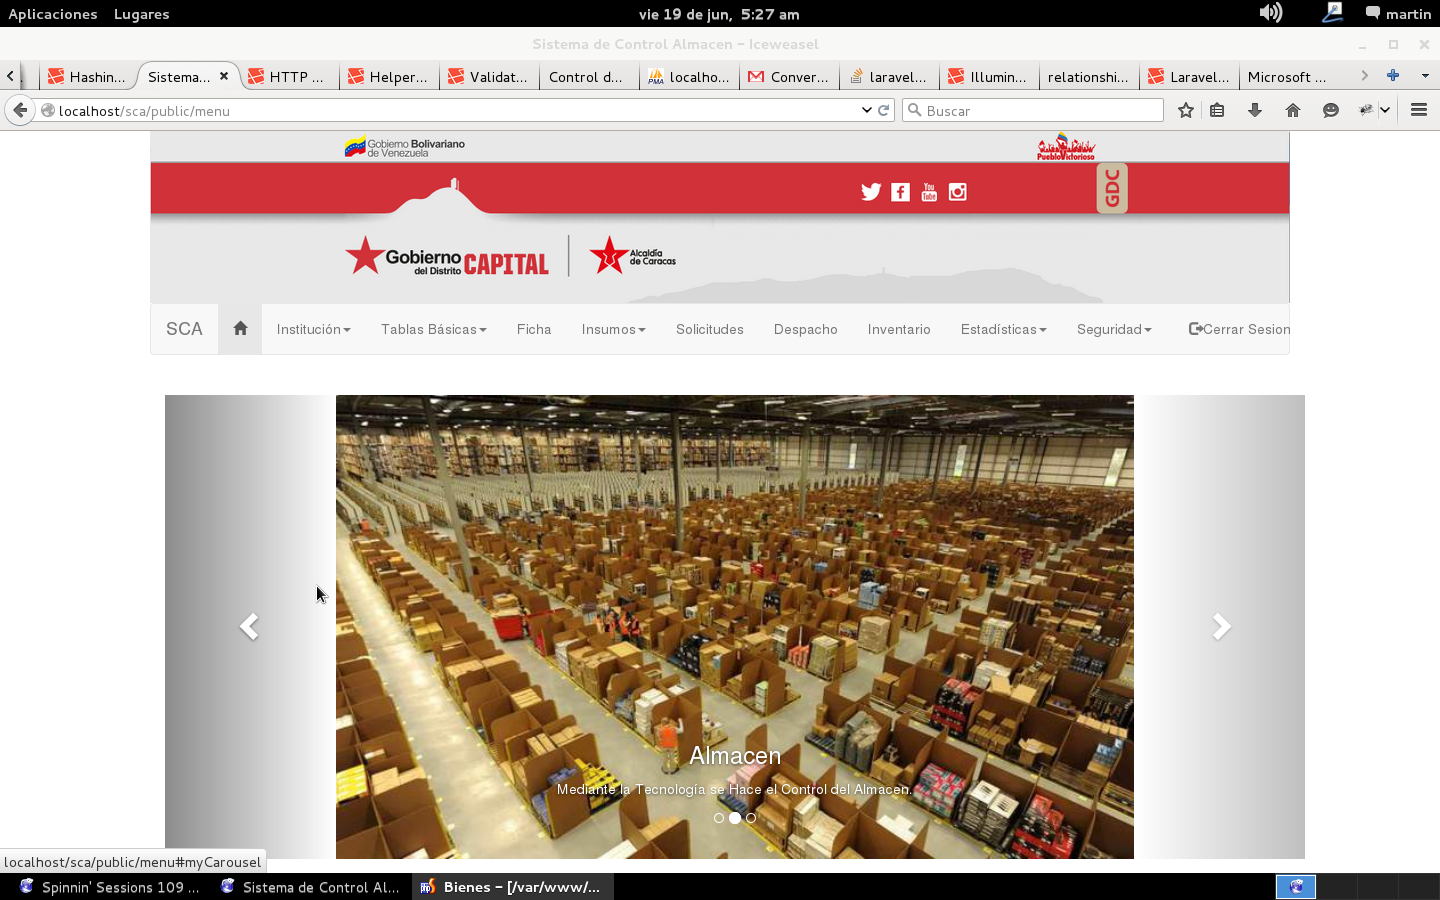 Aplicaciones Lugares vie 19 de jun, 5:27 am martin
Sistema de Control Almacen - Iceweasel
Hashin... Sistema... HTTP ... Helper... Validat... Control d... localho... Conver... laravel... Illumin... relationshi... Laravel... Microsoft ...
localhost/sca/public/menu Buscar
Gobierno Bolivariano
de Venezuela
PuebloVictorioso
You
Tube
GDC
Gobierno
del Distrito CAPITAL
Alcaldía
de Caracas
SCA Institución Tablas Básicas Ficha Insumos Solicitudes Despacho Inventario Estadísticas Seguridad Cerrar Sesion
Almacen
Mediante la Tecnología se Hace el Control del Almacen.
localhost/sca/public/menu#myCarousel
Spinnin' Sessions 109 ... Sistema de Control Al... Bienes - [/var/www/...